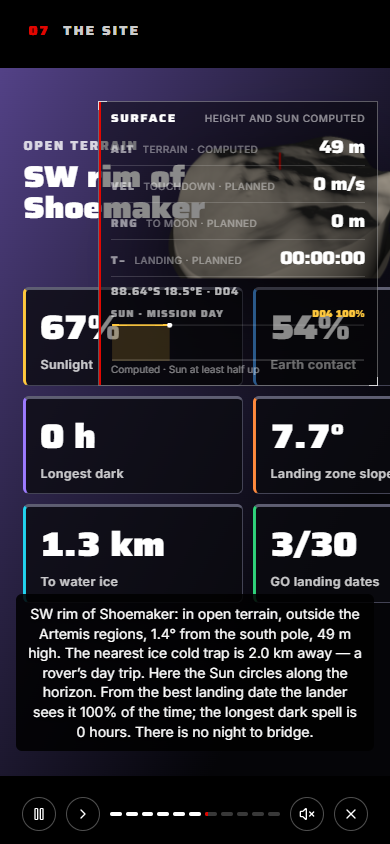 07 THE SITE
SURFACE HEIGHT AND SUN COMPUTED
OPEN TERRAIN
ALT TERRAIN · COMPUTED 49 m
SW rim of
Shoemaker
VEL TOUCHDOWN · PLANNED 0 m/s
RNG TO MOON · PLANNED 0 m
T- LANDING · PLANNED 00:00:00
88.64°S 18.5°E · D04
SUN · MISSION DAY D04 100%
67%
Sunlight
54%
Earth contact
Computed · Sun at least half up
0 h
Longest dark
7.7°
Landing zone slope
1.3 km
To water ice
3/30
GO landing dates
SW rim of Shoemaker: in open terrain, outside the
Artemis regions, 1.4° from the south pole, 49 m
high. The nearest ice cold trap is 2.0 km away — a
rover's day trip. Here the Sun circles along the
horizon. From the best landing date the lander
sees it 100% of the time; the longest dark spell is
0 hours. There is no night to bridge.